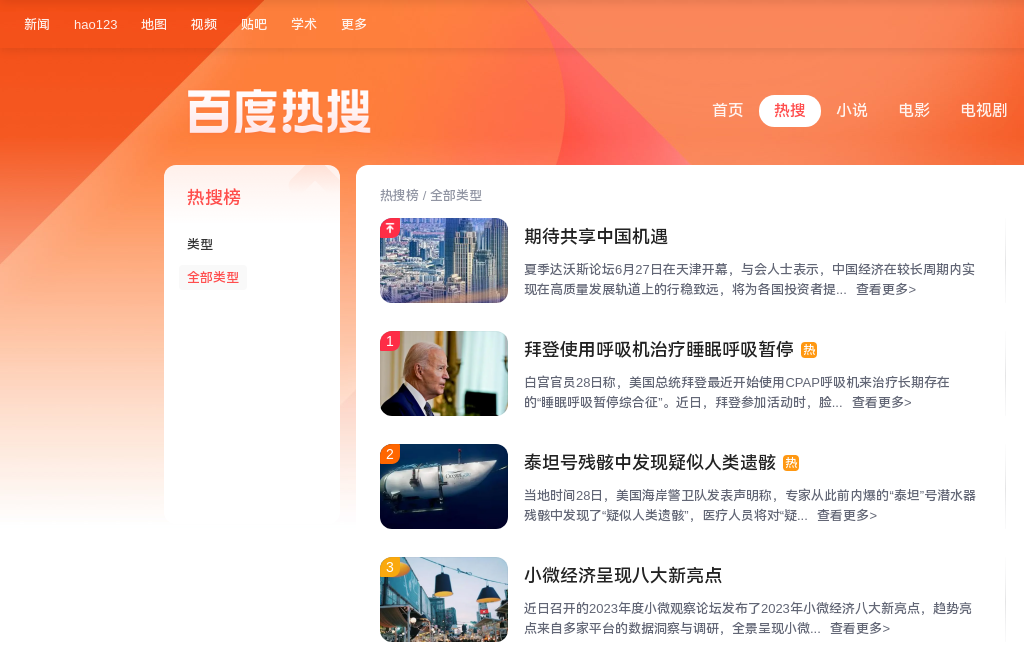 新闻 hao123 地图 视频 贴吧 学术 更多
百度热搜
首页 热搜 小说 电影 电视剧
热搜榜
类型
全部类型
热搜榜 / 全部类型
期待共享中国机遇
夏季达沃斯论坛6月27日在天津开幕，与会人士表示，中国经济在较长周期内实
现在高质量发展轨道上的行稳致远，将为各国投资者提... 查看更多>
1
拜登使用呼吸机治疗睡眠呼吸暂停 热
白宫官员28日称，美国总统拜登最近开始使用CPAP呼吸机来治疗长期存在
的“睡眠呼吸暂停综合征”。近日，拜登参加活动时，脸... 查看更多>
2
泰坦号残骸中发现疑似人类遗骸 热
当地时间28日，美国海岸警卫队发表声明称，专家从此前内爆的“泰坦”号潜水器
残骸中发现了“疑似人类遗骸”，医疗人员将对“疑... 查看更多>
3
小微经济呈现八大新亮点
近日召开的2023年度小微观察论坛发布了2023年小微经济八大新亮点，趋势亮
点来自多家平台的数据洞察与调研，全景呈现小微... 查看更多>